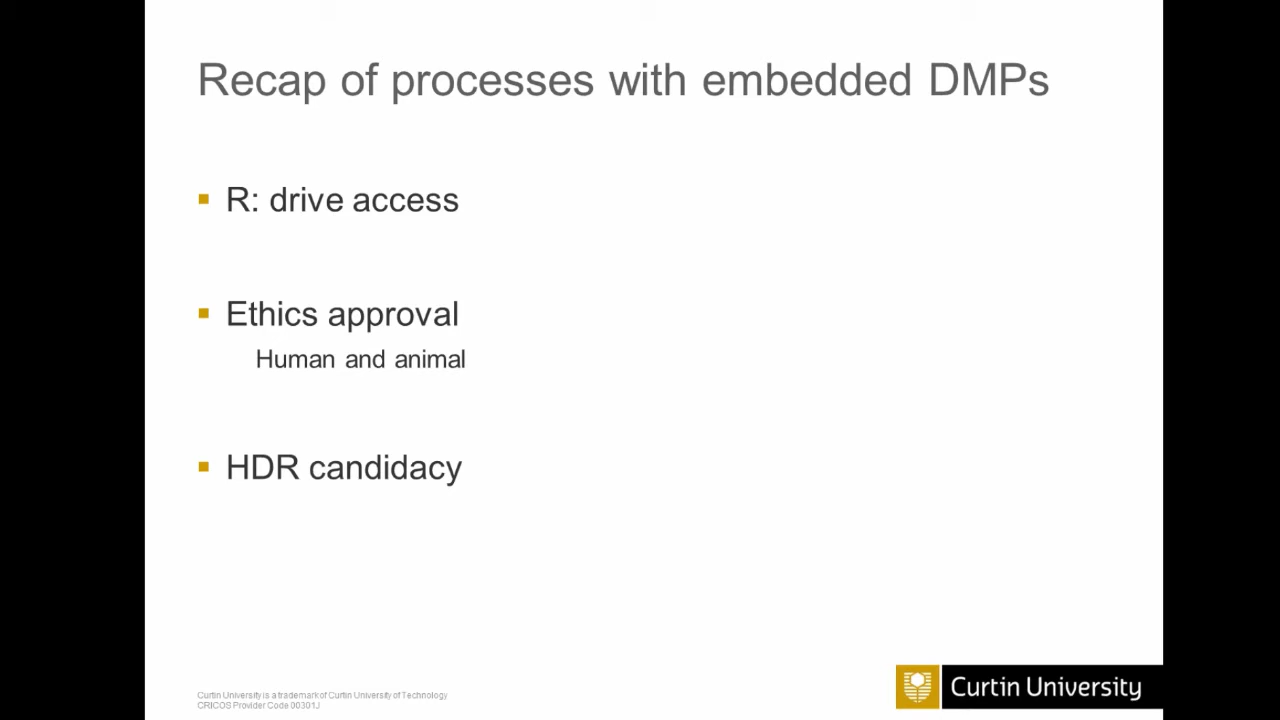 Recap of processes with embedded DMPs
R: drive access
Ethics approval
Human and animal
HDR candidacy
Curtin University is a trademark of Curtin University of Technology
CRICOS Provider Code 00301J
Curtin University